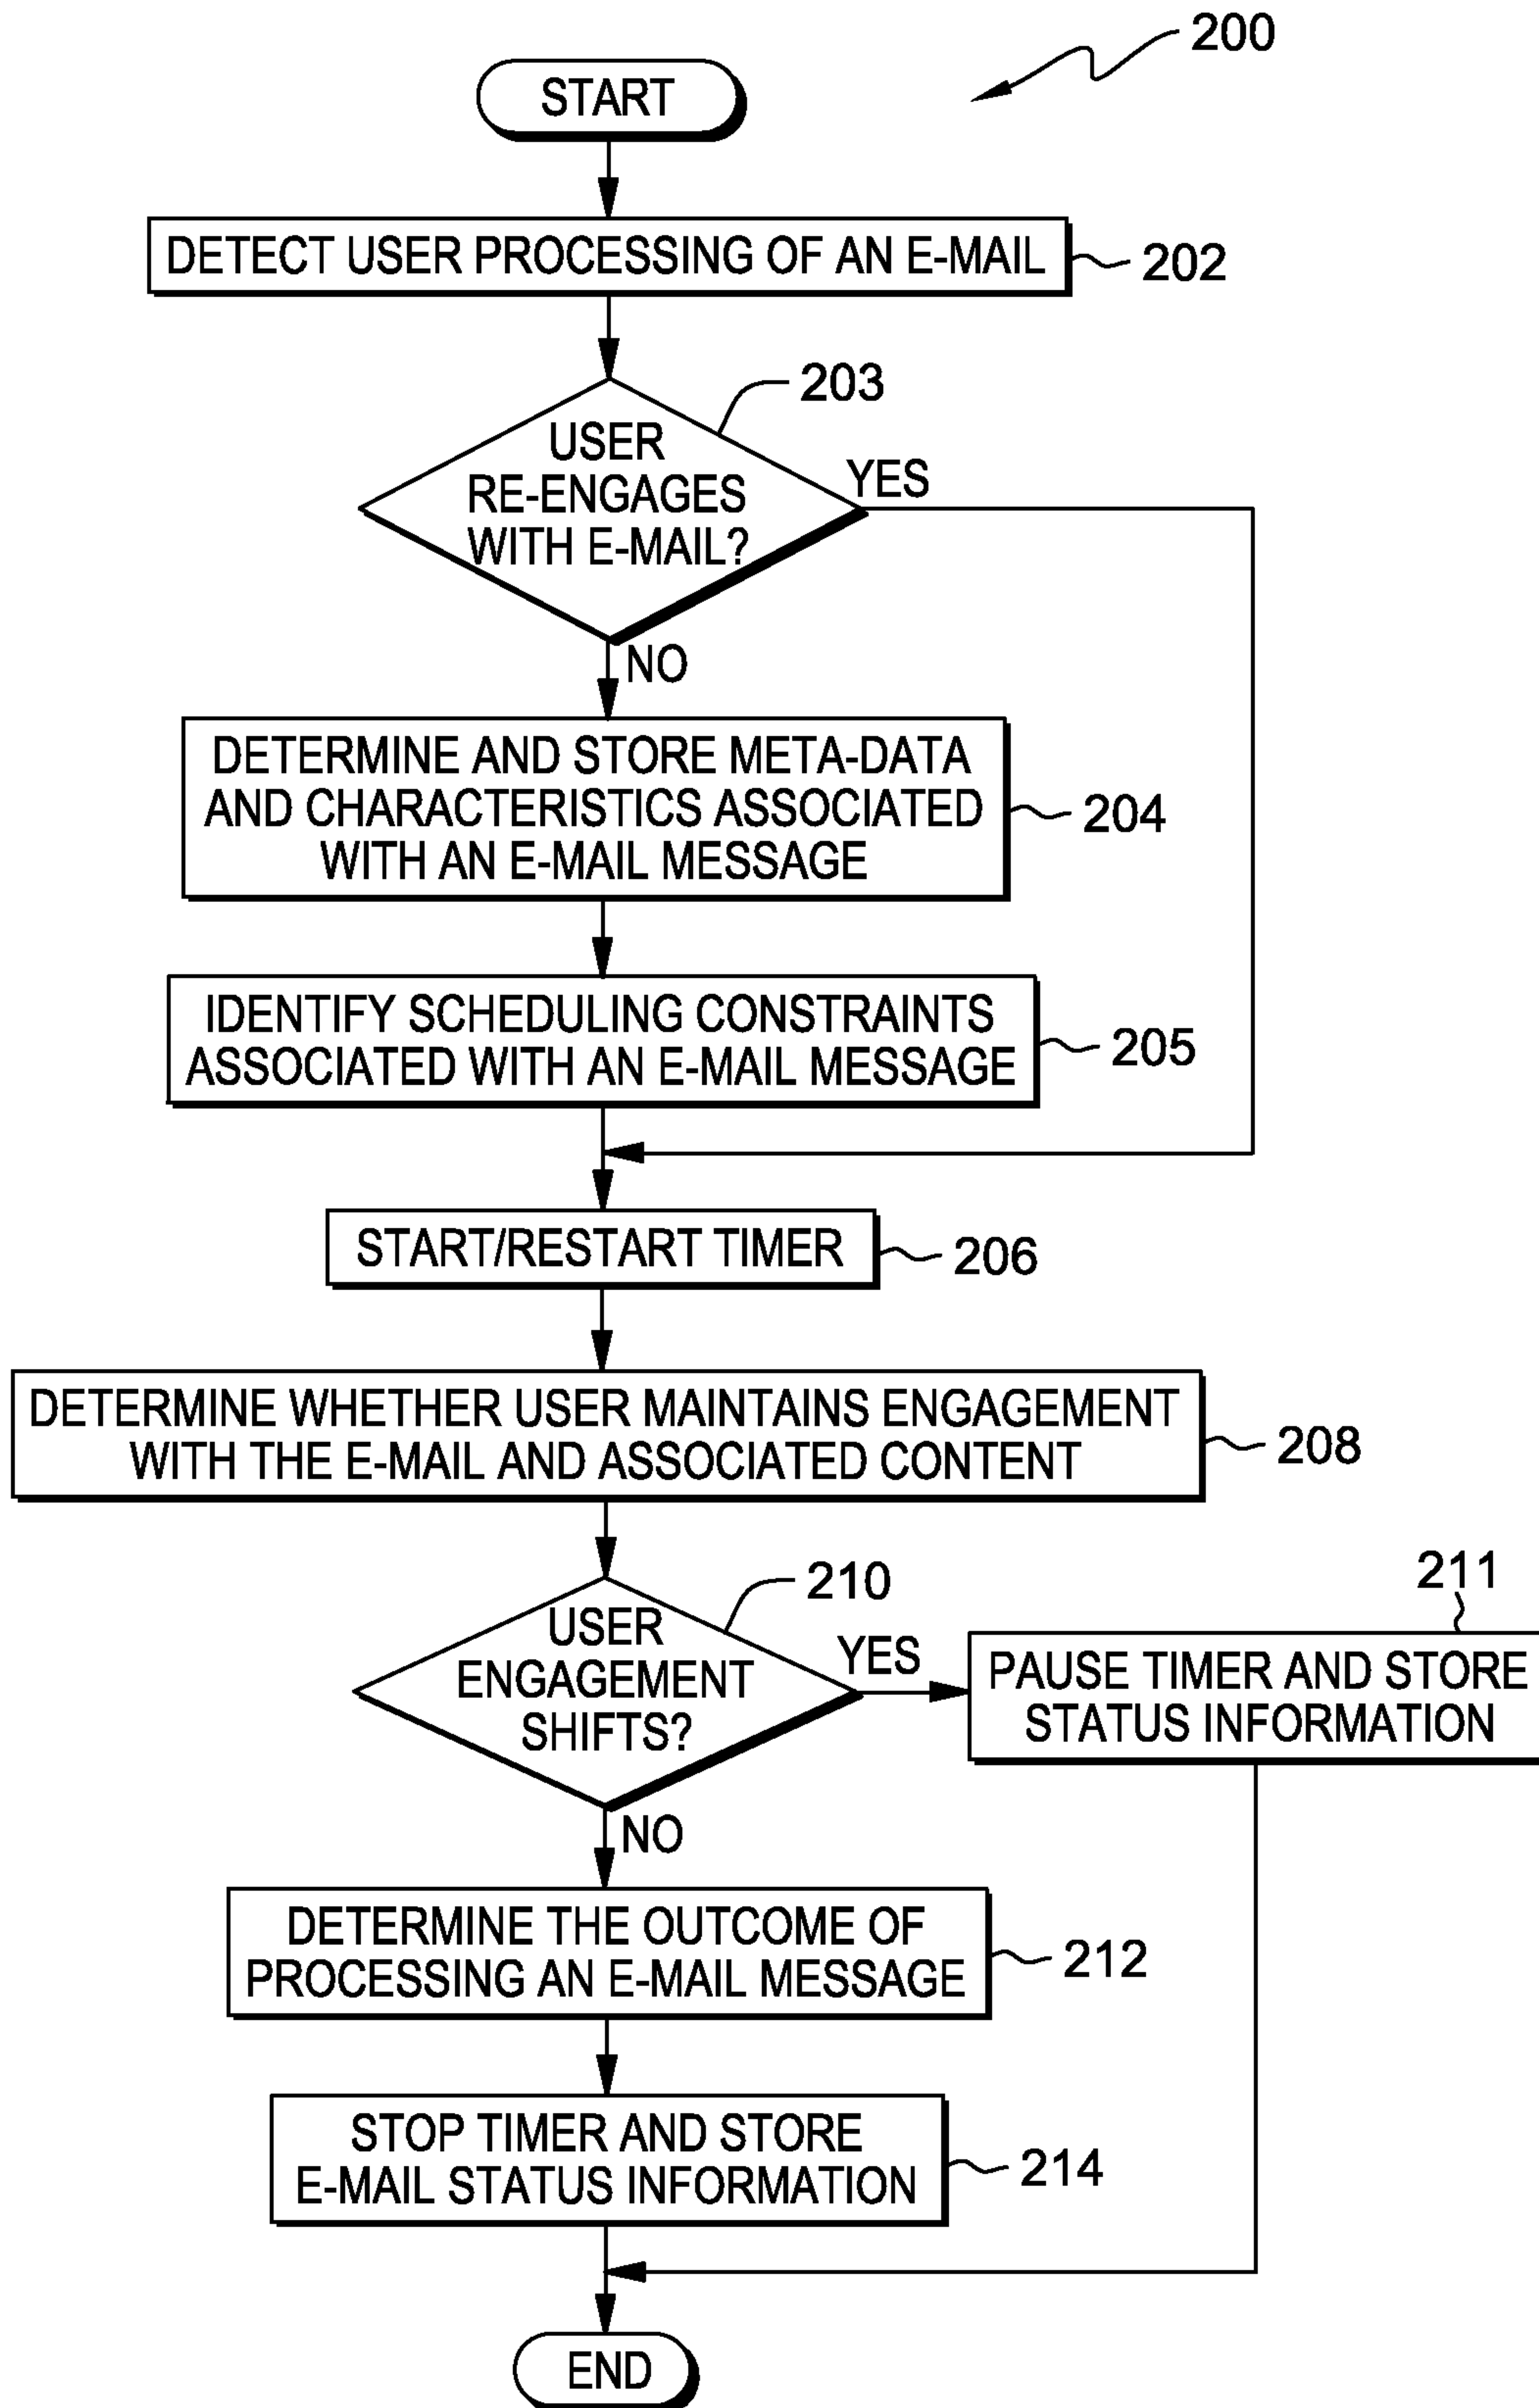 200
START
DETECT USER PROCESSING OF AN E-MAIL
202
203
USER
RE-ENGAGES
WITH E-MAIL?
YES
NO
DETERMINE AND STORE META-DATA
AND CHARACTERISTICS ASSOCIATED
WITH AN E-MAIL MESSAGE
204
IDENTIFY SCHEDULING CONSTRAINTS
ASSOCIATED WITH AN E-MAIL MESSAGE
205
START/RESTART TIMER
206
DETERMINE WHETHER USER MAINTAINS ENGAGEMENT
WITH THE E-MAIL AND ASSOCIATED CONTENT
208
210
USER
ENGAGEMENT
SHIFTS?
YES
211
PAUSE TIMER AND STORE
STATUS INFORMATION
NO
DETERMINE THE OUTCOME OF
PROCESSING AN E-MAIL MESSAGE
212
STOP TIMER AND STORE
E-MAIL STATUS INFORMATION
214
END